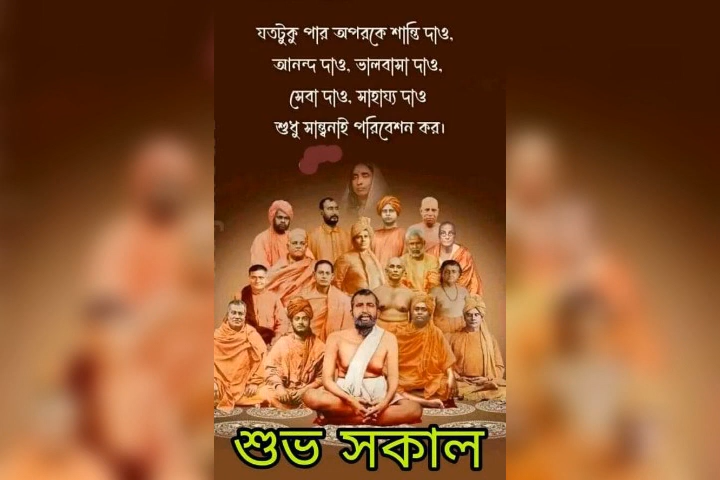 যতটুকু পার অপরকে শান্তি দাও,
আনন্দ দাও, ভালবাসা দাও,
সেবা দাও, সাহায্য দাও
শুধু সান্ত্বনাই পরিবেশন কর।
শুভ সকাল